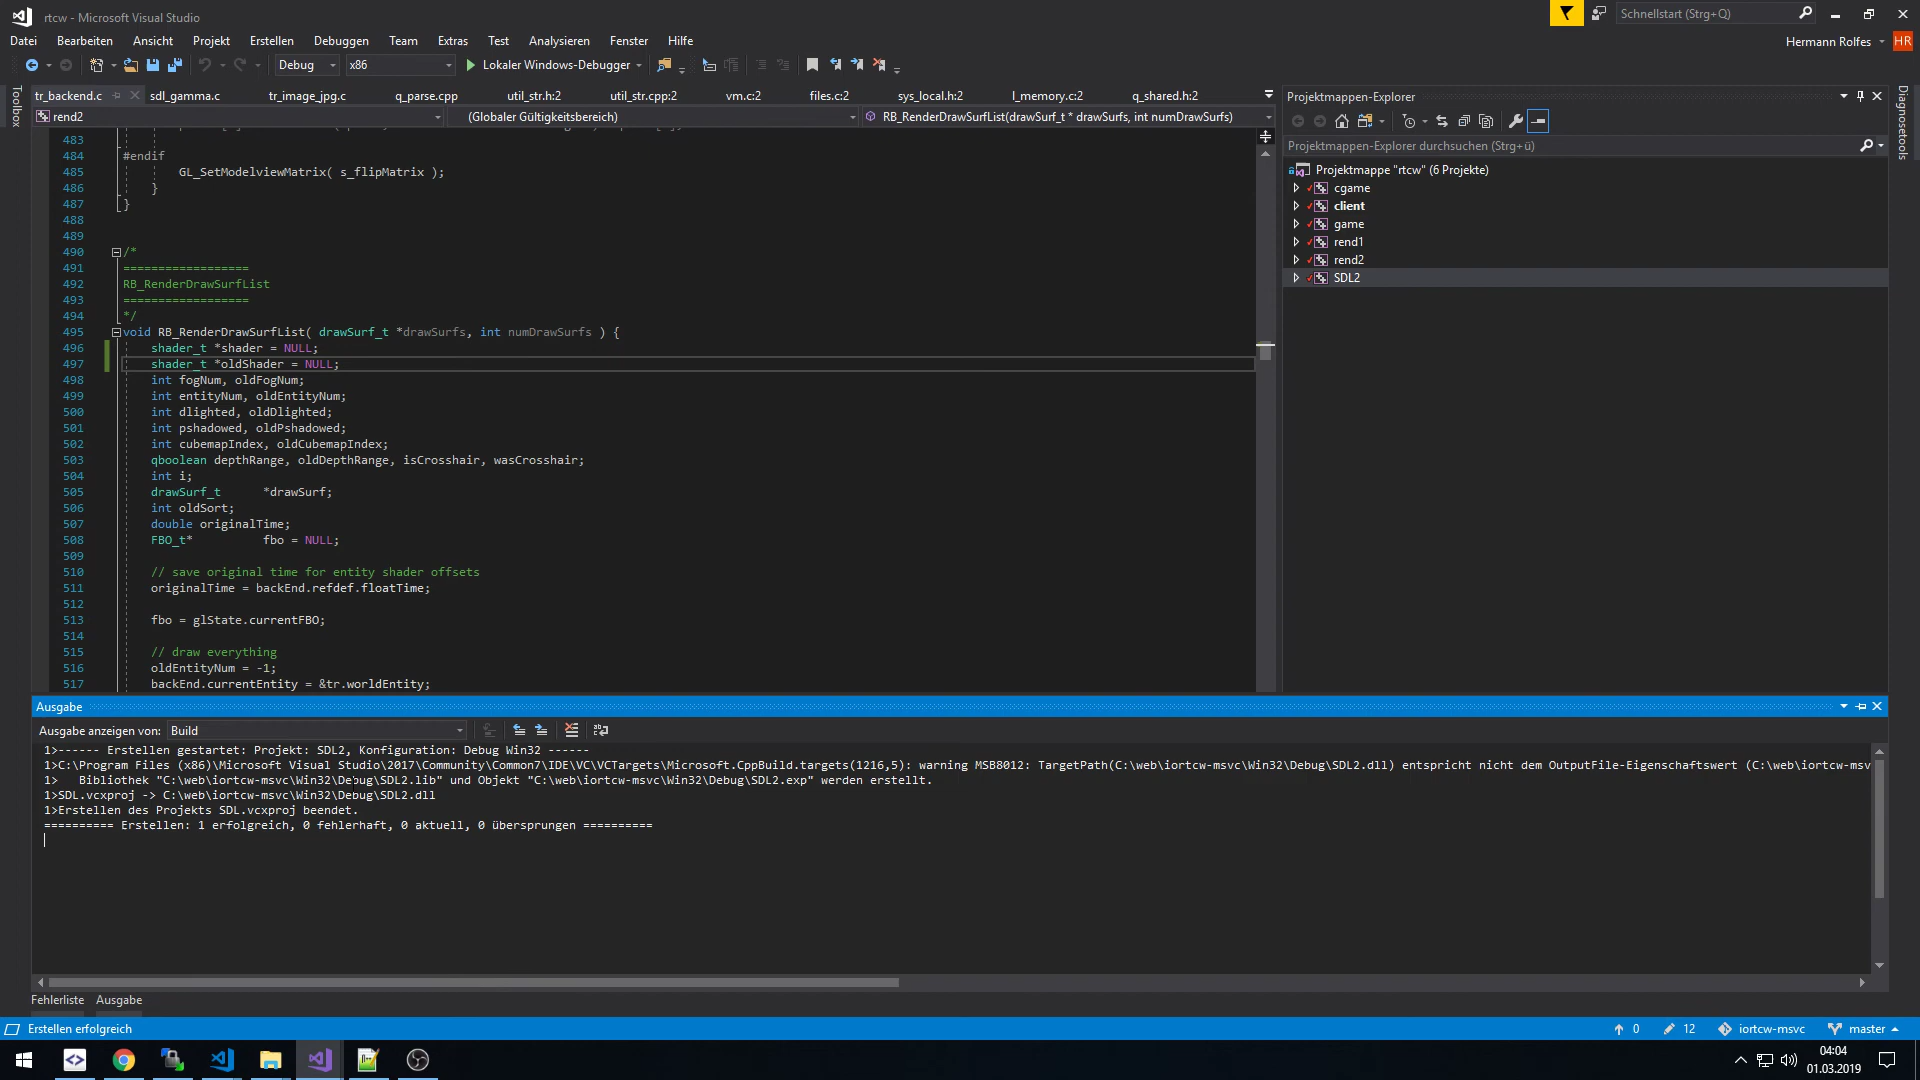 rtcw - Microsoft Visual Studio
Schnellstart (Strg+Q)
Datei Bearbeiten Ansicht Projekt Erstellen Debuggen Team Extras Test Analysieren Fenster Hilfe
Hermann Rolfes HR
Debug x86 Lokaler Windows-Debugger
Toolbox
tr_backend.c sdl_gamma.c tr_image_jpg.c q_parse.cpp util_str.h:2 util_str.cpp:2 vm.c:2 files.c:2 sys_local.h:2 l_memory.c:2 q_shared.h:2
rend2 (Globaler Gültigkeitsbereich) RB_RenderDrawSurfList(drawSurf_t * drawSurfs, int numDrawSurfs)
483
484 #endif
485 GL_SetModelviewMatrix( s_flipMatrix );
486 }
487 }
488
489
490 /*
491 ==================
492 RB_RenderDrawSurfList
493 ==================
494 */
495 void RB_RenderDrawSurfList( drawSurf_t *drawSurfs, int numDrawSurfs ) {
496 shader_t *shader = NULL;
497 shader_t *oldShader = NULL;
498 int fogNum, oldFogNum;
499 int entityNum, oldEntityNum;
500 int dlighted, oldDlighted;
501 int pshadowed, oldPshadowed;
502 int cubemapIndex, oldCubemapIndex;
503 qboolean depthRange, oldDepthRange, isCrosshair, wasCrosshair;
504 int i;
505 drawSurf_t *drawSurf;
506 int oldSort;
507 double originalTime;
508 FBO_t* fbo = NULL;
509
510 // save original time for entity shader offsets
511 originalTime = backEnd.refdef.floatTime;
512
513 fbo = glState.currentFBO;
514
515 // draw everything
516 oldEntityNum = -1;
517 backEnd.currentEntity = &tr.worldEntity;
Projektmappen-Explorer
Projektmappen-Explorer durchsuchen (Strg+ü)
Projektmappe "rtcw" (6 Projekte)
cgame
client
game
rend1
rend2
SDL2
Diagnosetools
Ausgabe
Ausgabe anzeigen von: Build
1>------ Erstellen gestartet: Projekt: SDL2, Konfiguration: Debug Win32 ------
1>C:\Program Files (x86)\Microsoft Visual Studio\2017\Community\Common7\IDE\VC\VCTargets\Microsoft.CppBuild.targets(1216,5): warning MSB8012: TargetPath(C:\web\iortcw-msvc\Win32\Debug\SDL2.dll) entspricht nicht dem OutputFile-Eigenschaftswert (C:\web\iortcw-msv
1> Bibliothek "C:\web\iortcw-msvc\Win32\Debug\SDL2.lib" und Objekt "C:\web\iortcw-msvc\Win32\Debug\SDL2.exp" werden erstellt.
1>SDL.vcxproj -> C:\web\iortcw-msvc\Win32\Debug\SDL2.dll
1>Erstellen des Projekts SDL.vcxproj beendet.
========== Erstellen: 1 erfolgreich, 0 fehlerhaft, 0 aktuell, 0 übersprungen ==========
Fehlerliste Ausgabe
Erstellen erfolgreich 0 12 iortcw-msvc master
04:04
01.03.2019